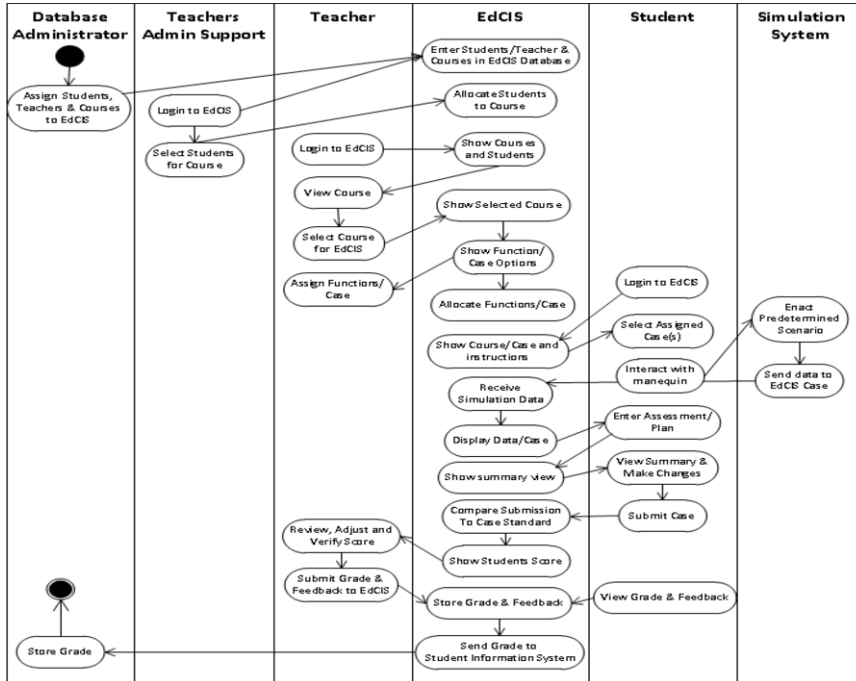 Database
Administrator
Teachers
Admin Support
Teacher
EdCIS
Student
Simulation
System
Enter Students/Teacher &
Courses in EdCIS Database
Assign Students,
Teachers & Courses
to EdCIS
Login to EdCIS
Allocate Students
to Course
Select Students
for Course
Login to EdCIS
Show Courses
and Students
View Course
Show Selected Course
Select Course
for EdCIS
Show Function/
Case Options
Assign Functions/
Case
Login to EdCIS
Allocate Functions/Case
Enact
Predetermined
Scenario
Select Assigned
Case(s)
Show Course/Case and
instructions
Interact with
manequin
Send data to
EdCIS Case
Receive
Simulation Data
Enter Assessment/
Plan
Display Data/Case
View Summary &
Make Changes
Show summary view
Compare Submission
To Case Standard
Submit Case
Review, Adjust and
Verify Score
Show Students Score
Submit Grade &
Feedback to EdCIS
Store Grade & Feedback
View Grade & Feedback
Store Grade
Send Grade to
Student Information System